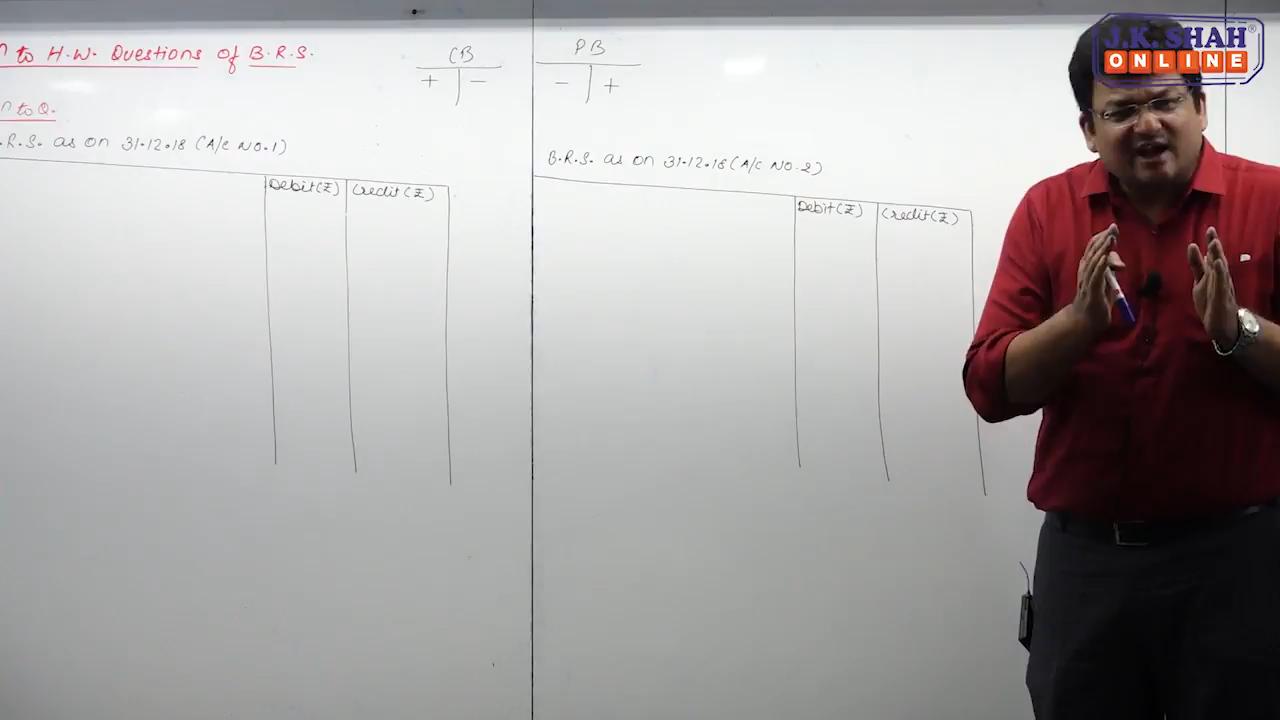 n to H.W. Questions of B.R.S.
CB
+ -
PB
- +
n to Q.
.R.S. as on 31.12.18 (A/C NO.1)
Debit(₹) Credit(₹)
B.R.S. as on 31.12.18 (A/C NO.2)
Debit(₹) Credit(₹)
J.K. SHAH®
ONLINE